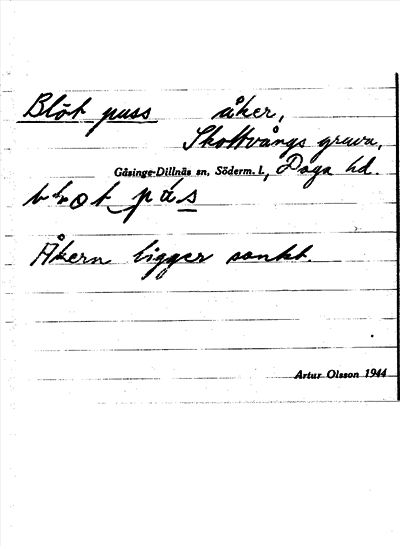 Blöt puss åker,
Skottvångs gruva,
Gåsinge-Dillnäs sn, Söderm. l., Daga hd.
Åkern ligger sankt.
Artur Olsson 1944